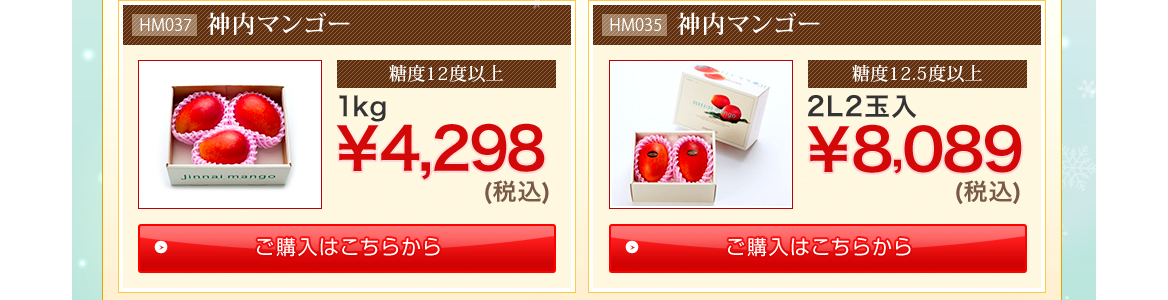 HM037 神内マンゴー
糖度12度以上
1kg
¥4,298
(税込)
Jinnai mango
ご購入はこちらから
HM035 神内マンゴー
糖度12.5度以上
2L2玉入
¥8,089
(税込)
ご購入はこちらから